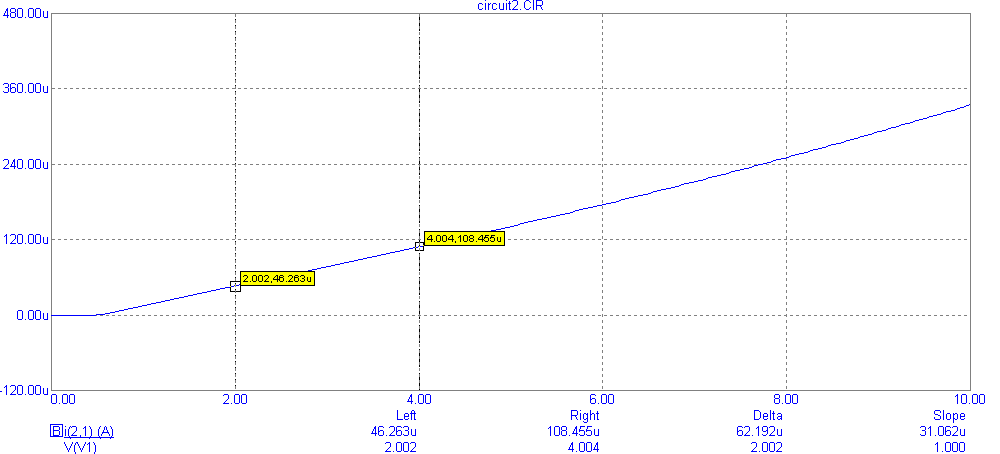 circuit2.CIR
480.00u
360.00u
240.00u
120.00u
0.00u
-120.00u
4.004,108.455u
2.002,46.263u
0.00 2.00 4.00 6.00 8.00 10.00
Left Right Delta Slope
B i(2,1) (A) 46.263u 108.455u 62.192u 31.062u
V(V1) 2.002 4.004 2.002 1.000